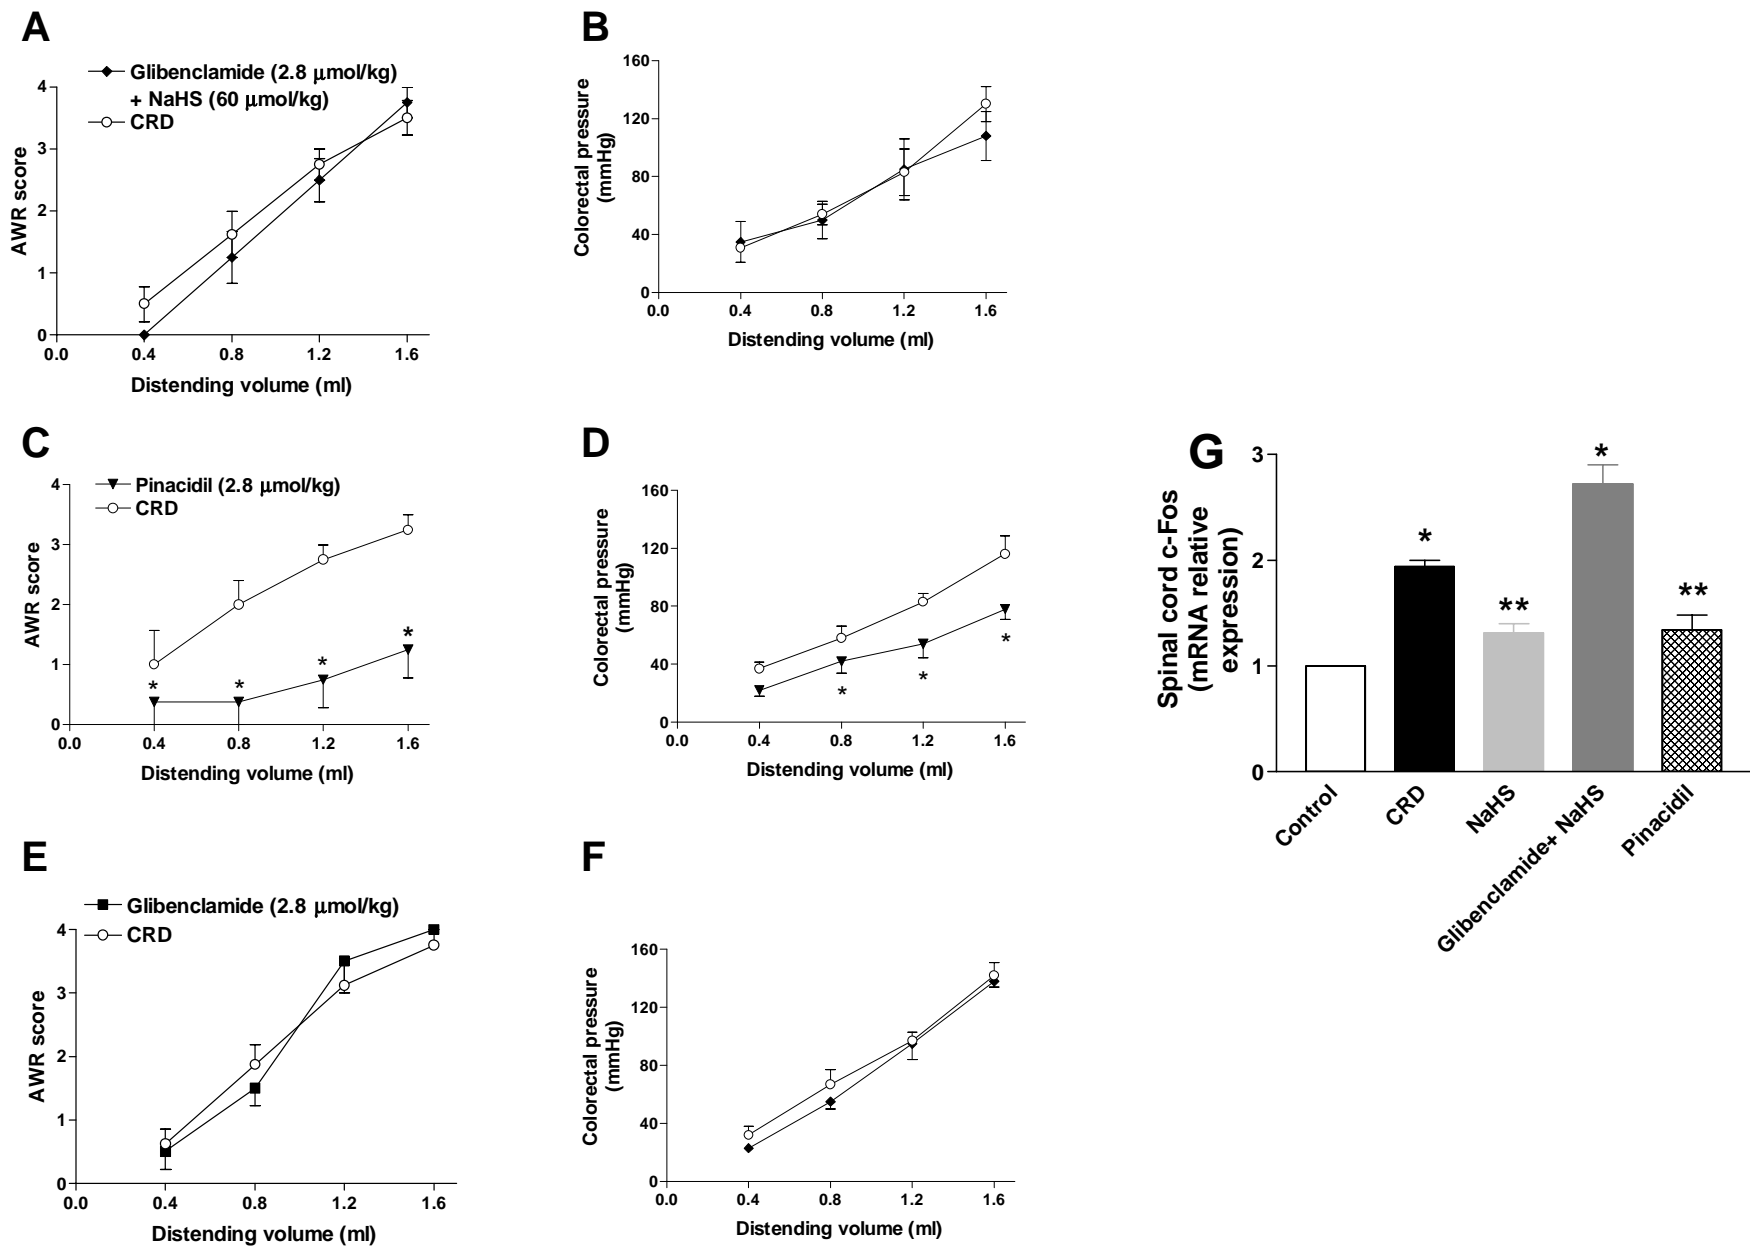 A
Glibenclamide (2.8 μmol/kg)
+ NaHS (60 μmol/kg)
CRD
4
3
2
1
0
AWR score
0.0 0.4 0.8 1.2 1.6
Distending volume (ml)
B
160
120
80
40
0
Colorectal pressure
(mmHg)
0.0 0.4 0.8 1.2 1.6
Distending volume (ml)
C
Pinacidil (2.8 μmol/kg)
CRD
4
3
2
1
0
AWR score
* * * *
0.0 0.4 0.8 1.2 1.6
Distending volume (ml)
D
160
120
80
40
0
Colorectal pressure
(mmHg)
* * *
0.0 0.4 0.8 1.2 1.6
Distending volume (ml)
E
Glibenclamide (2.8 μmol/kg)
CRD
4
3
2
1
0
AWR score
0.0 0.4 0.8 1.2 1.6
Distending volume (ml)
F
160
120
80
40
0
Colorectal pressure
(mmHg)
0.0 0.4 0.8 1.2 1.6
Distending volume (ml)
G
3
2
1
0
Spinal cord c-Fos
(mRNA relative
expression)
* ** * **
Control
CRD
NaHS
Glibenclamide+ NaHS
Pinacidil